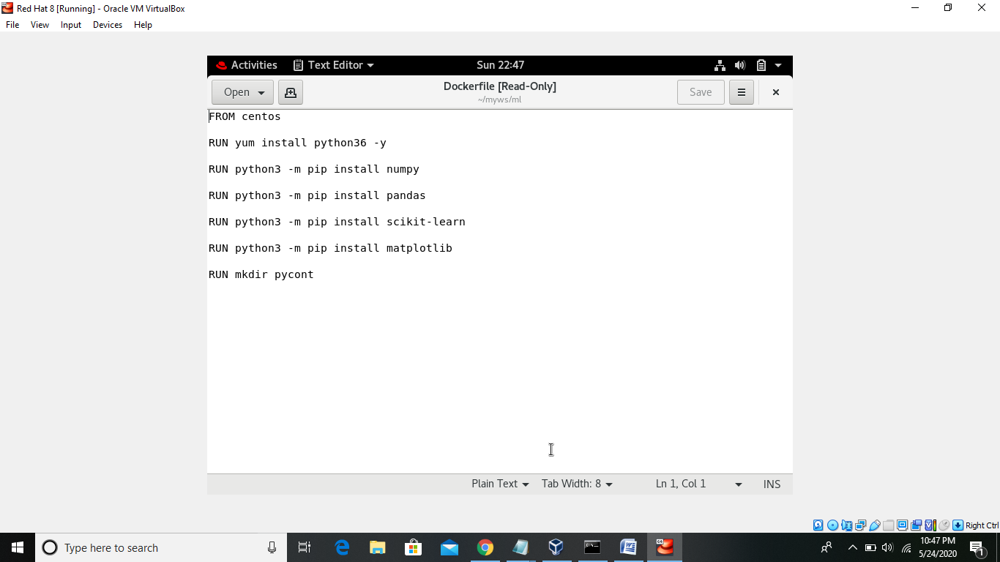 Red Hat 8 [Running] - Oracle VM VirtualBox
File View Input Devices Help
Activities Text Editor Sun 22:47
Open Dockerfile [Read-Only] Save
~/myws/ml
FROM centos
RUN yum install python36 -y
RUN python3 -m pip install numpy
RUN python3 -m pip install pandas
RUN python3 -m pip install scikit-learn
RUN python3 -m pip install matplotlib
RUN mkdir pycont
Plain Text Tab Width: 8 Ln 1, Col 1 INS
Right Ctrl
Type here to search
10:47 PM
5/24/2020
1